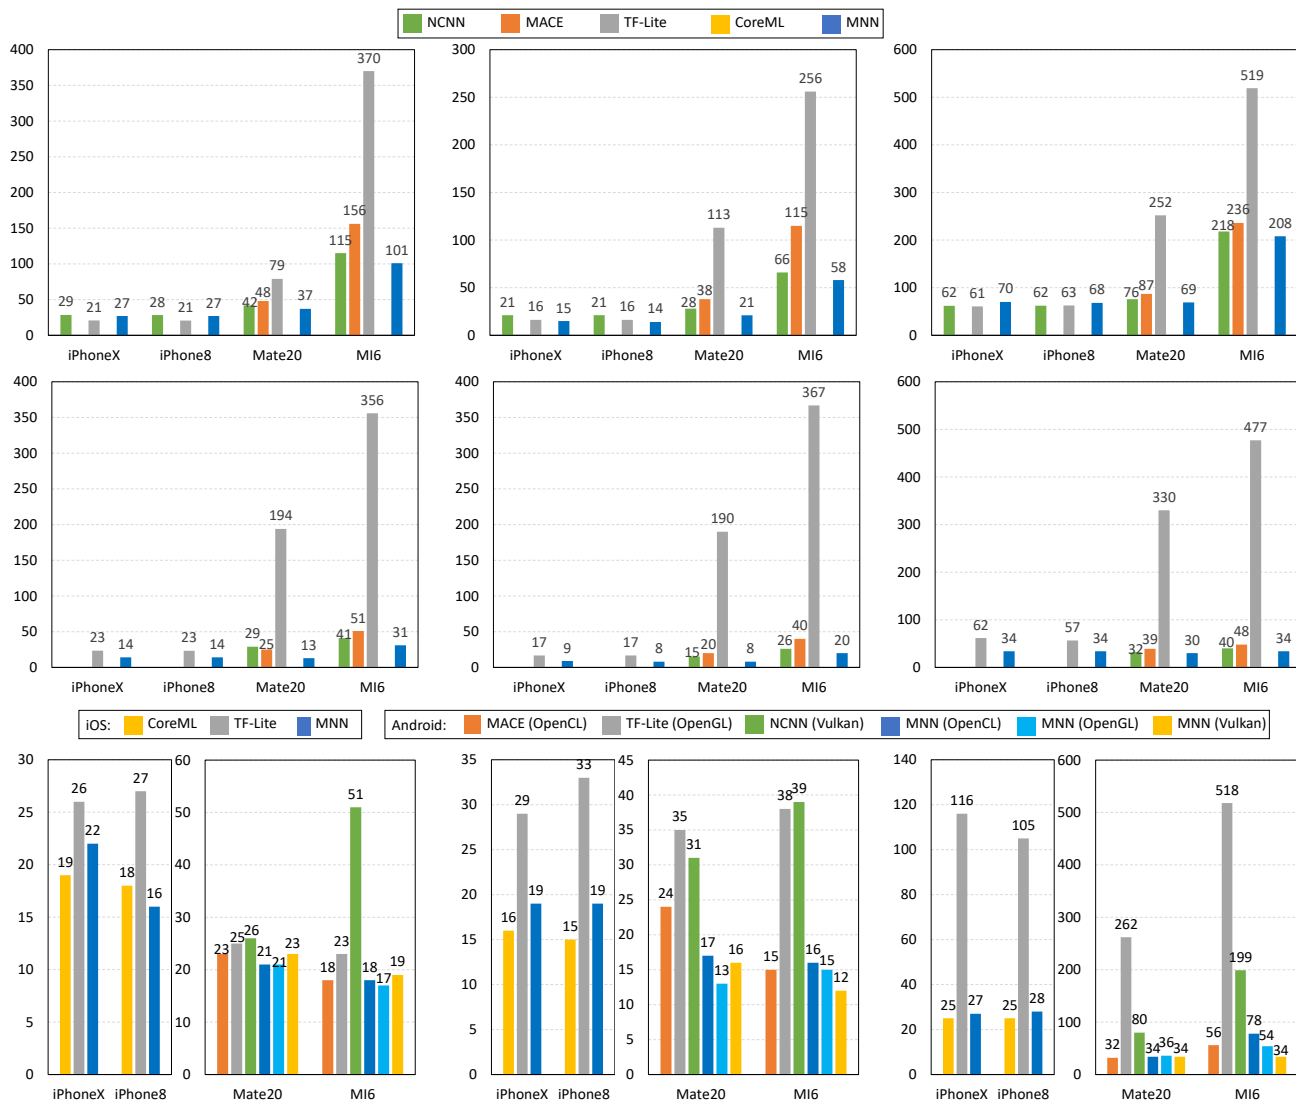 NCNN MACE TF-Lite CoreML MNN
400 350 300 250 200 150 100 50 0
29 21 27 28 21 27 42 48 79 37 115 156 370 101
iPhoneX iPhone8 Mate20 MI6
300 250 200 150 100 50 0
21 16 15 21 16 14 28 38 113 21 66 115 256 58
iPhoneX iPhone8 Mate20 MI6
600 500 400 300 200 100 0
62 61 70 62 63 68 76 87 252 69 218 236 519 208
iPhoneX iPhone8 Mate20 MI6
400 350 300 250 200 150 100 50 0
23 14 23 14 29 25 194 13 41 51 356 31
iPhoneX iPhone8 Mate20 MI6
400 350 300 250 200 150 100 50 0
17 9 17 8 15 20 190 8 26 40 367 20
iPhoneX iPhone8 Mate20 MI6
600 500 400 300 200 100 0
62 34 57 34 32 39 330 30 40 48 477 34
iPhoneX iPhone8 Mate20 MI6
iOS: CoreML TF-Lite MNN
Android: MACE (OpenCL) TF-Lite (OpenGL) NCNN (Vulkan) MNN (OpenCL) MNN (OpenGL) MNN (Vulkan)
30 25 20 15 10 5 0
19 26 22 18 27 16
iPhoneX iPhone8
60 50 40 30 20 10 0
23 25 26 21 21 23 18 23 51 18 17 19
Mate20 MI6
35 30 25 20 15 10 5 0
16 29 19 15 33 19
iPhoneX iPhone8
45 40 35 30 25 20 15 10 5 0
24 35 31 17 13 16 15 38 39 16 15 12
Mate20 MI6
140 120 100 80 60 40 20 0
25 116 27 25 105 28
iPhoneX iPhone8
600 500 400 300 200 100 0
32 262 80 34 36 34 56 518 199 78 54 34
Mate20 MI6